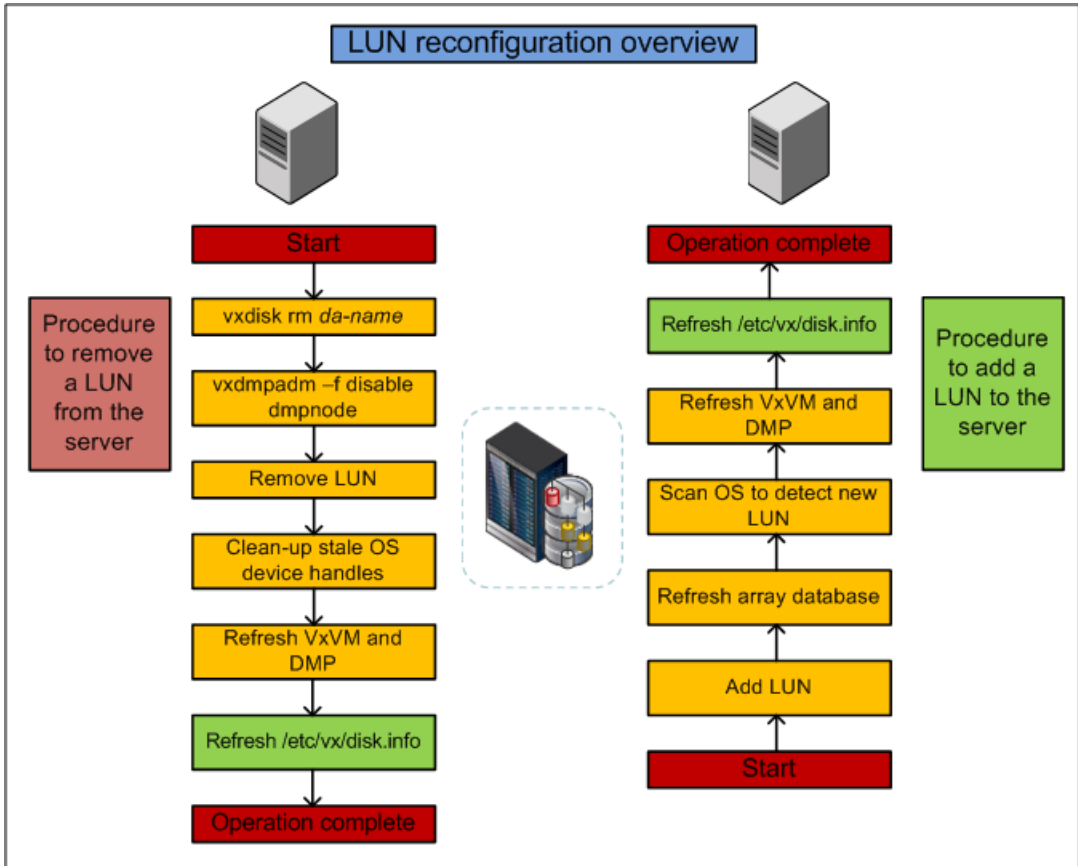 LUN reconfiguration overview
Procedure
to remove
a LUN
from the
server
Start
vxdisk rm da-name
vxdmpadm –f disable
dmpnode
Remove LUN
Clean-up stale OS
device handles
Refresh VxVM and
DMP
Refresh /etc/vx/disk.info
Operation complete
Operation complete
Refresh /etc/vx/disk.info
Refresh VxVM and
DMP
Scan OS to detect new
LUN
Refresh array database
Add LUN
Start
Procedure
to add a
LUN to the
server